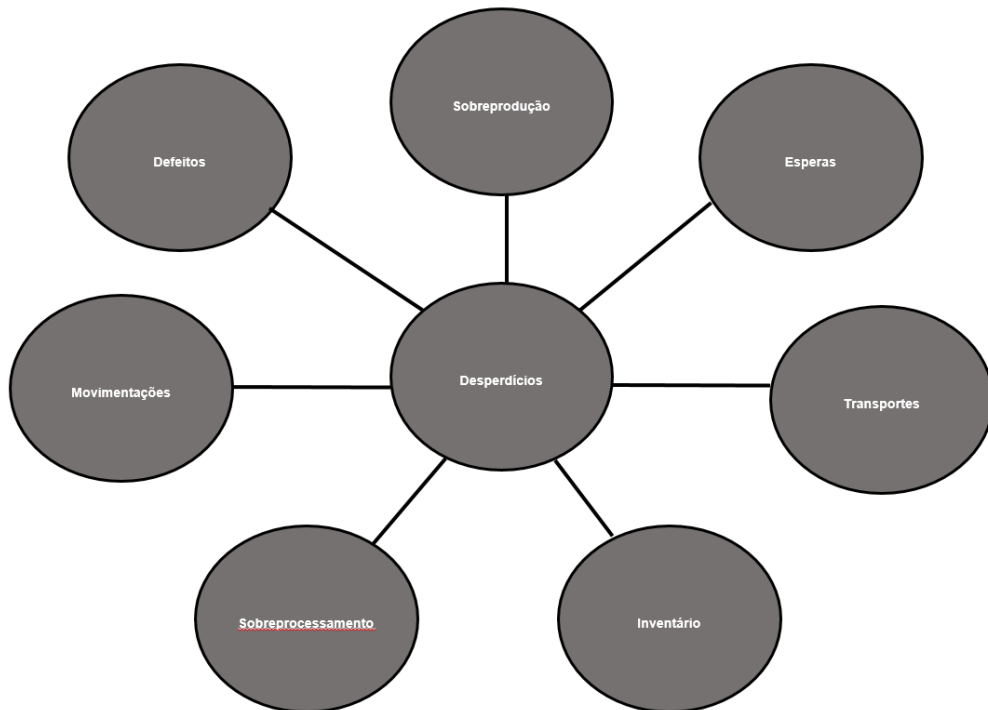 Sobreprodução
Defeitos
Esperas
Desperdícios
Movimentações
Transportes
Sobreprocessamento
Inventário